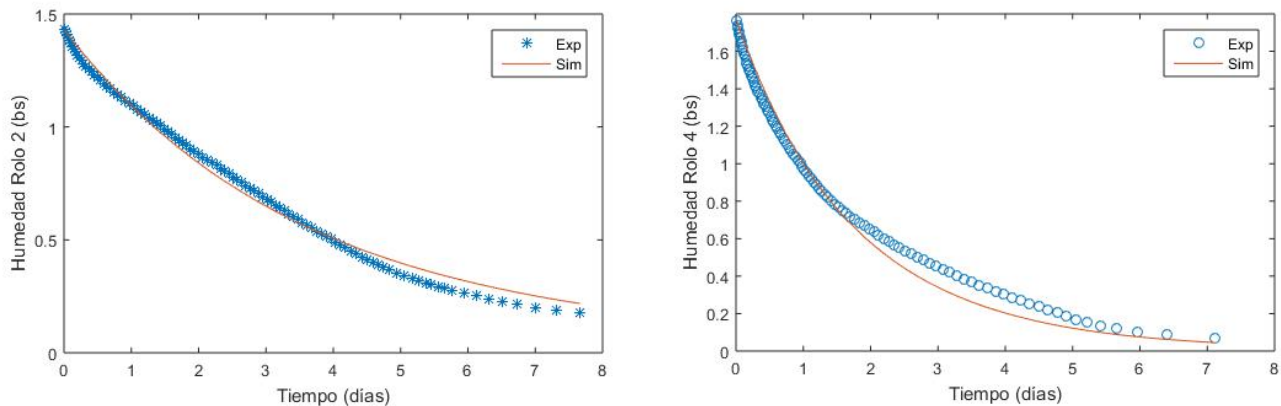 1.5
1
0.5
0
0 1 2 3 4 5 6 7 8
Humedad Rolo 2 (bs)
Tiempo (días)
Exp
Sim
1.6
1.4
1.2
1
0.8
0.6
0.4
0.2
0
0 1 2 3 4 5 6 7 8
Humedad Rolo 4 (bs)
Tiempo (días)
Exp
Sim